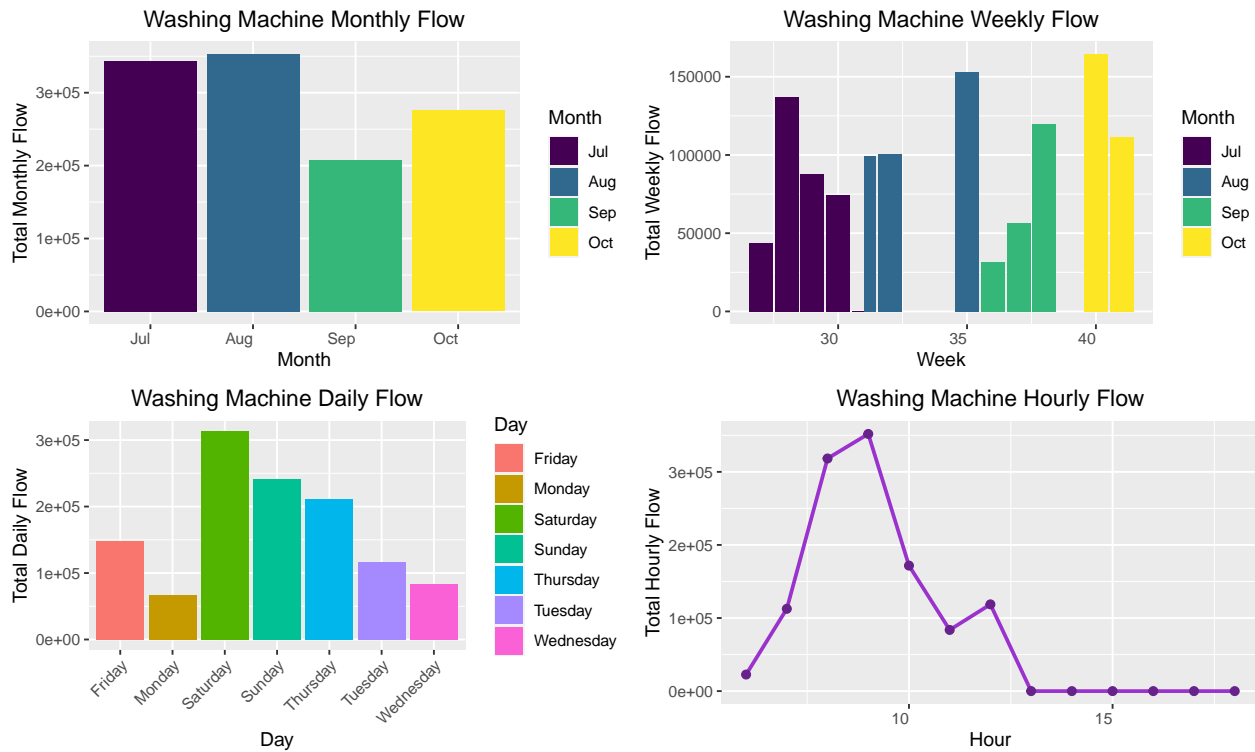 Washing Machine Monthly Flow
Total Monthly Flow
3e+05
2e+05
1e+05
0e+00
Jul
Aug
Sep
Oct
Month
Month
Jul
Aug
Sep
Oct
Washing Machine Weekly Flow
Total Weekly Flow
150000
100000
50000
0
30
35
40
Week
Month
Jul
Aug
Sep
Oct
Washing Machine Daily Flow
Total Daily Flow
3e+05
2e+05
1e+05
0e+00
Friday
Monday
Saturday
Sunday
Thursday
Tuesday
Wednesday
Day
Day
Friday
Monday
Saturday
Sunday
Thursday
Tuesday
Wednesday
Washing Machine Hourly Flow
Total Hourly Flow
3e+05
2e+05
1e+05
0e+00
10
15
Hour